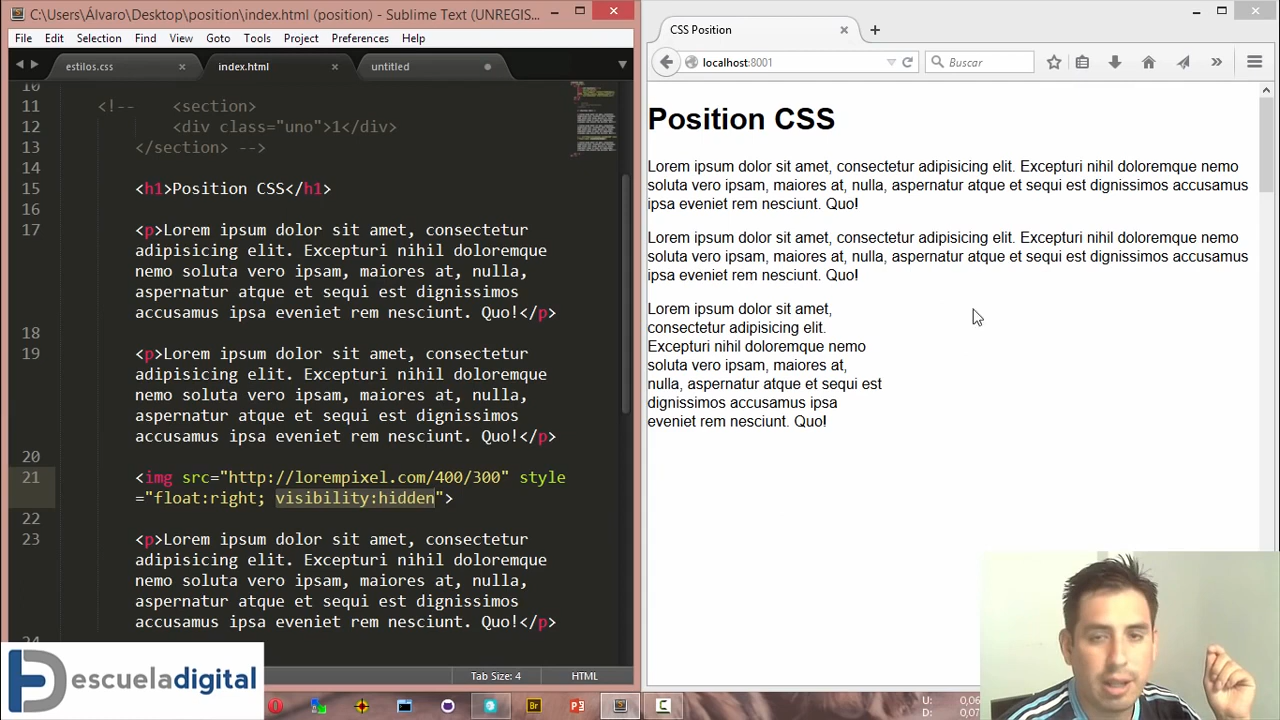 C:\Users\Álvaro\Desktop\position\index.html (position) - Sublime Text (UNREGIS...
File Edit Selection Find View Goto Tools Project Preferences Help
estilos.css
index.html
untitled
10
11 <!-- <section>
12 <div class="uno">1</div>
13 </section> -->
14
15 <h1>Position CSS</h1>
16
17 <p>Lorem ipsum dolor sit amet, consectetur
adipisicing elit. Excepturi nihil doloremque
nemo soluta vero ipsam, maiores at, nulla,
aspernatur atque et sequi est dignissimos
accusamus ipsa eveniet rem nesciunt. Quo!</p>
18
19 <p>Lorem ipsum dolor sit amet, consectetur
adipisicing elit. Excepturi nihil doloremque
nemo soluta vero ipsam, maiores at, nulla,
aspernatur atque et sequi est dignissimos
accusamus ipsa eveniet rem nesciunt. Quo!</p>
20
21 <img src="http://lorempixel.com/400/300" style
="float:right; visibility:hidden">
22
23 <p>Lorem ipsum dolor sit amet, consectetur
adipisicing elit. Excepturi nihil doloremque
nemo soluta vero ipsam, maiores at, nulla,
aspernatur atque et sequi est dignissimos
accusamus ipsa eveniet rem nesciunt. Quo!</p>
24
Tab Size: 4 HTML
D escueladigital
Br
CSS Position
localhost:8001
Buscar
Position CSS
Lorem ipsum dolor sit amet, consectetur adipisicing elit. Excepturi nihil doloremque nemo
soluta vero ipsam, maiores at, nulla, aspernatur atque et sequi est dignissimos accusamus
ipsa eveniet rem nesciunt. Quo!
Lorem ipsum dolor sit amet, consectetur adipisicing elit. Excepturi nihil doloremque nemo
soluta vero ipsam, maiores at, nulla, aspernatur atque et sequi est dignissimos accusamus
ipsa eveniet rem nesciunt. Quo!
Lorem ipsum dolor sit amet,
consectetur adipisicing elit.
Excepturi nihil doloremque nemo
soluta vero ipsam, maiores at,
nulla, aspernatur atque et sequi est
dignissimos accusamus ipsa
eveniet rem nesciunt. Quo!
U: 0,06
D: 0,07